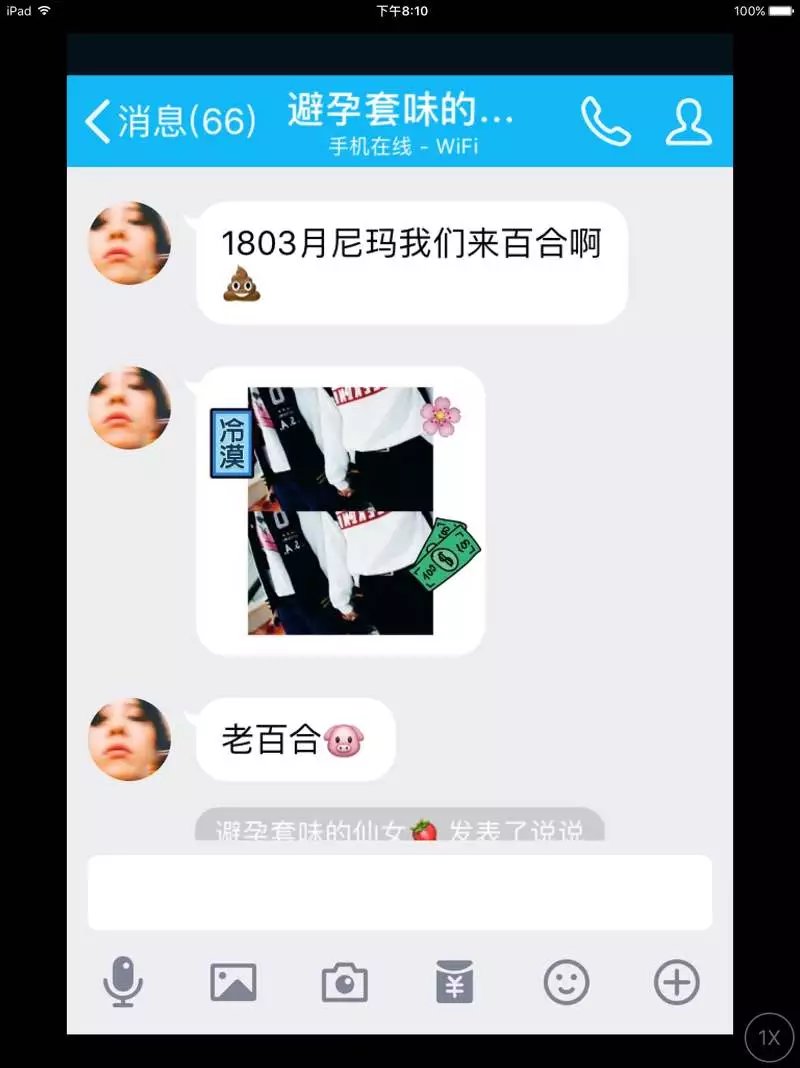 iPad 下午8:10 100%
消息(66) 避孕套味的...
手机在线 - WiFi
1803月尼玛我们来百合啊
💩
冷漠
100 $ 100
老百合🐷
避孕套味的仙女🍓 发表了说说
¥
1X